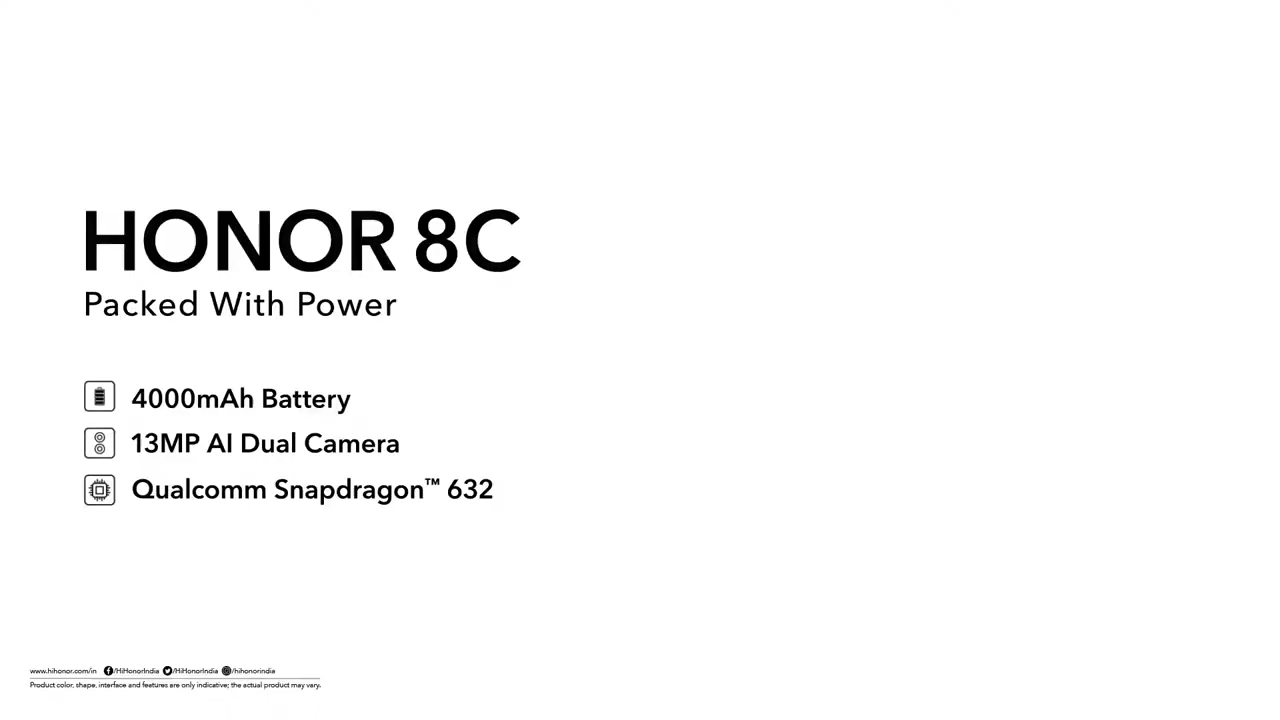 HONOR 8C
Packed With Power
4000mAh Battery
13MP AI Dual Camera
Qualcomm Snapdragon™ 632
www.hihonor.com/in /HiHonorIndia /HiHonorIndia /hihonorindia
Product color, shape, interface and features are only indicative; the actual product may vary.